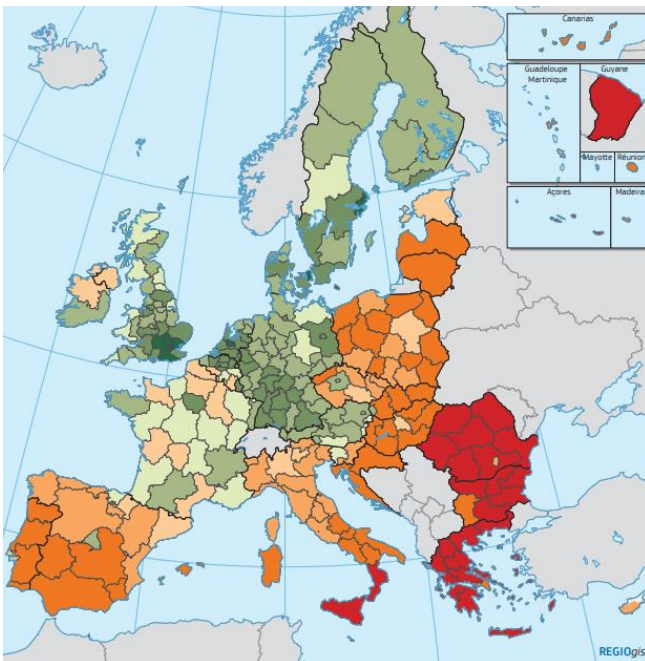 Canarias
Guadeloupe
Martinique
Guyane
Mayotte
Réunion
Açores
Madeira
REGIOgis